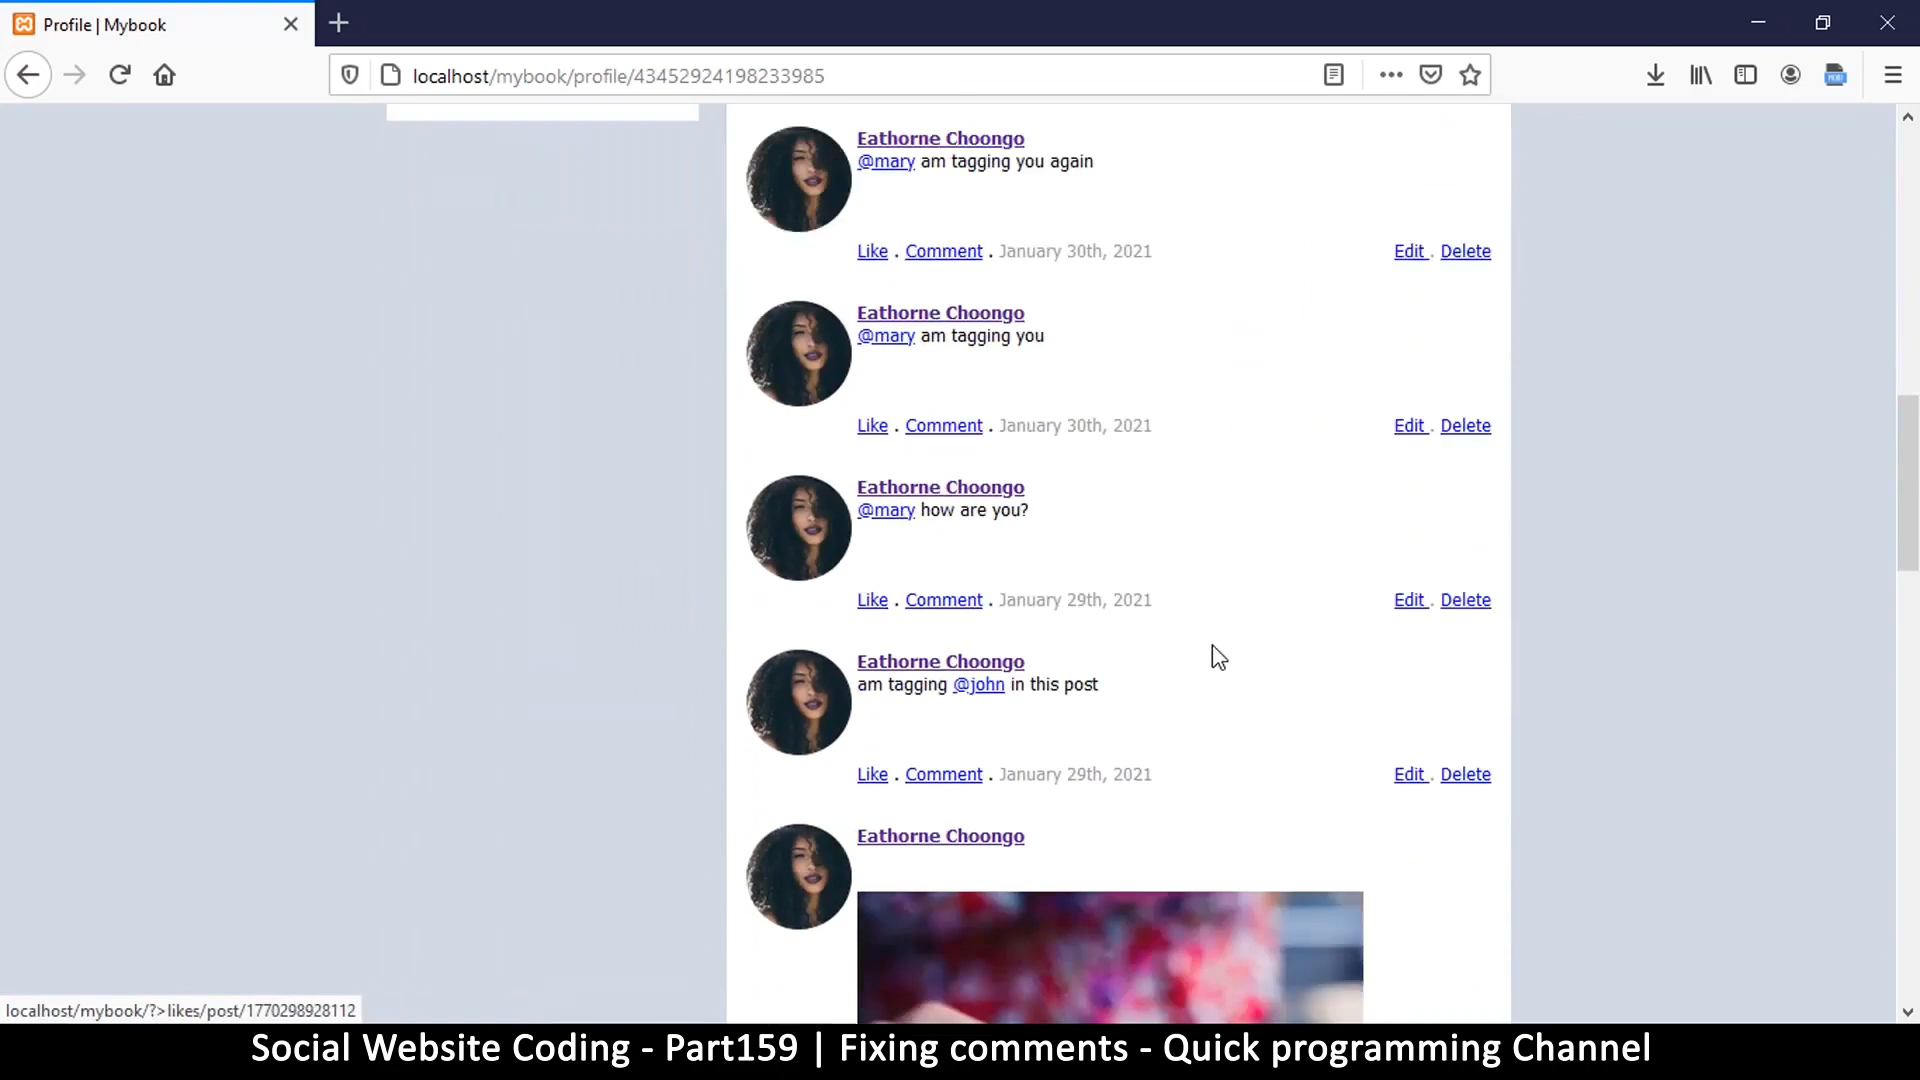 Profile | Mybook
localhost/mybook/profile/43452924198233985
Eathorne Choongo
@mary am tagging you again
Like . Comment . January 30th, 2021 Edit . Delete
Eathorne Choongo
@mary am tagging you
Like . Comment . January 30th, 2021 Edit . Delete
Eathorne Choongo
@mary how are you?
Like . Comment . January 29th, 2021 Edit . Delete
Eathorne Choongo
am tagging @john in this post
Like . Comment . January 29th, 2021 Edit . Delete
Eathorne Choongo
localhost/mybook/?>likes/post/1770298928112
Social Website Coding - Part159 | Fixing comments - Quick programming Channel